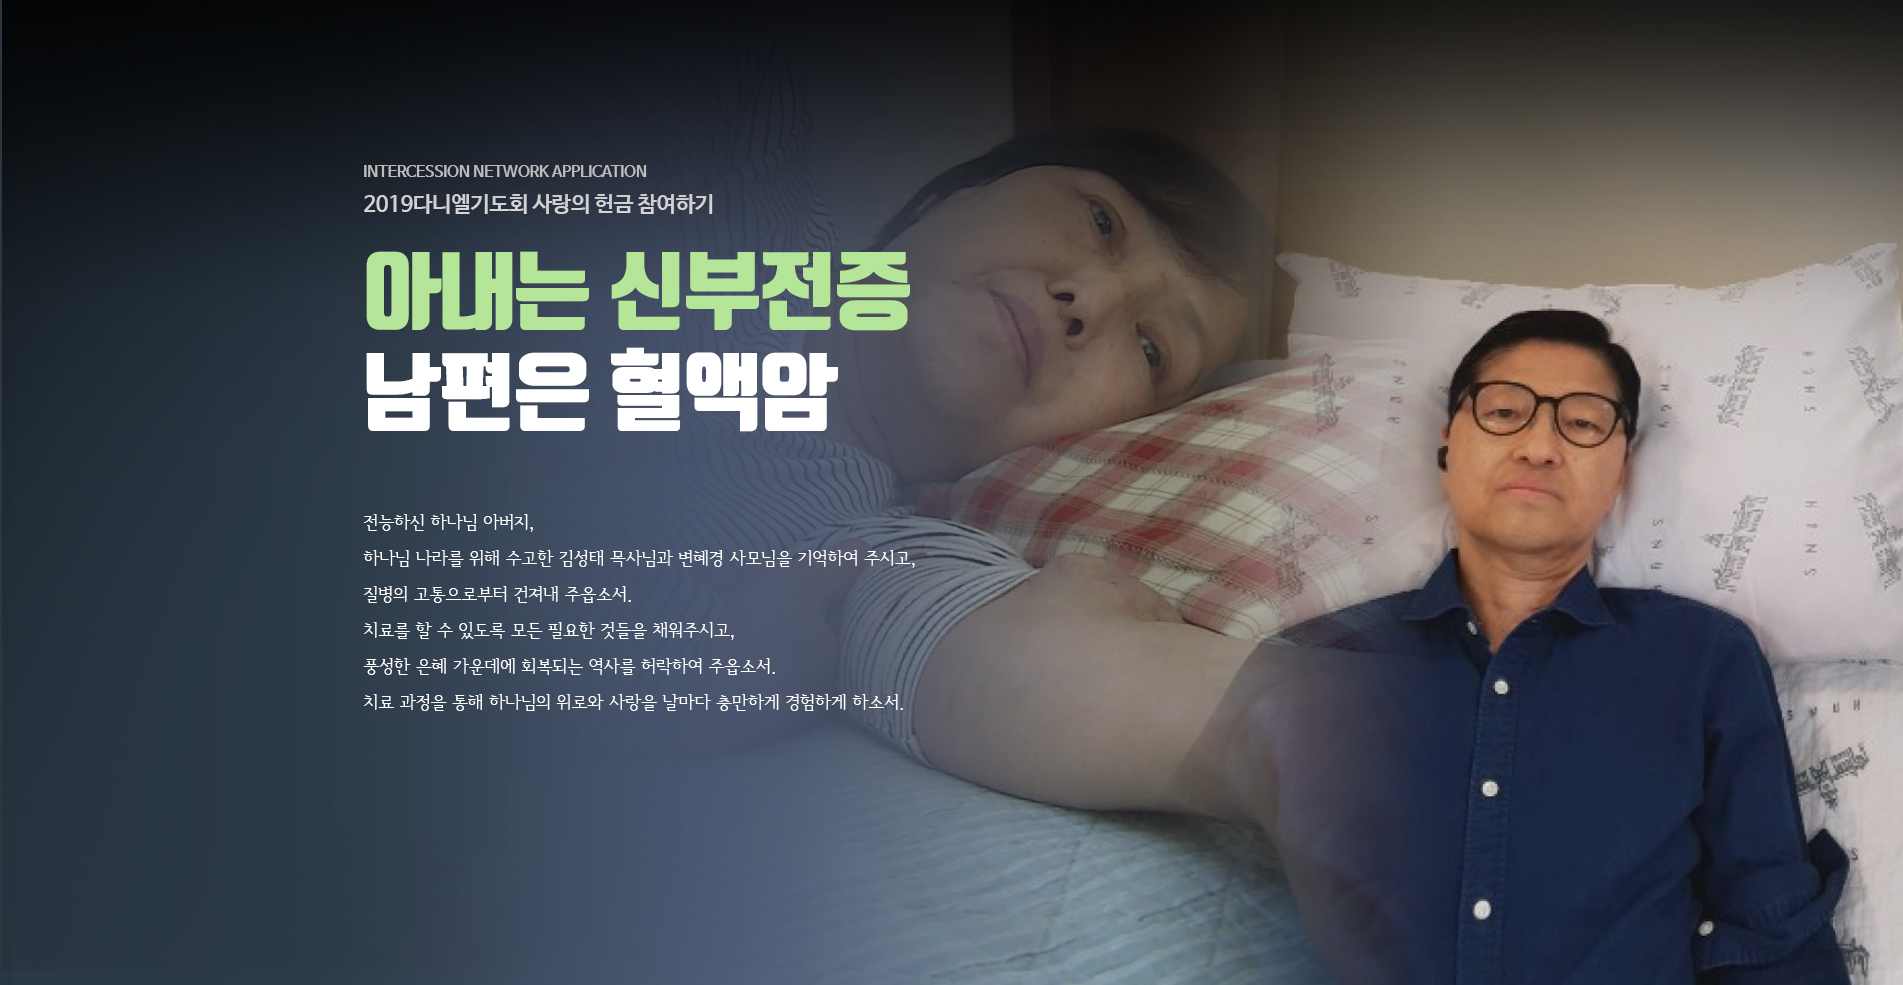 INTERCESSION NETWORK APPLICATION
2019다니엘기도회 사랑의 헌금 참여하기
아내는 신부전증
남편은 혈액암
전능하신 하나님 아버지,
하나님 나라를 위해 수고한 김성태 목사님과 변혜경 사모님을 기억하여 주시고,
질병의 고통으로부터 건져내 주옵소서.
치료를 할 수 있도록 모든 필요한 것들을 채워주시고,
풍성한 은혜 가운데에 회복되는 역사를 허락하여 주옵소서.
치료 과정을 통해 하나님의 위로와 사랑을 날마다 충만하게 경험하게 하소서.